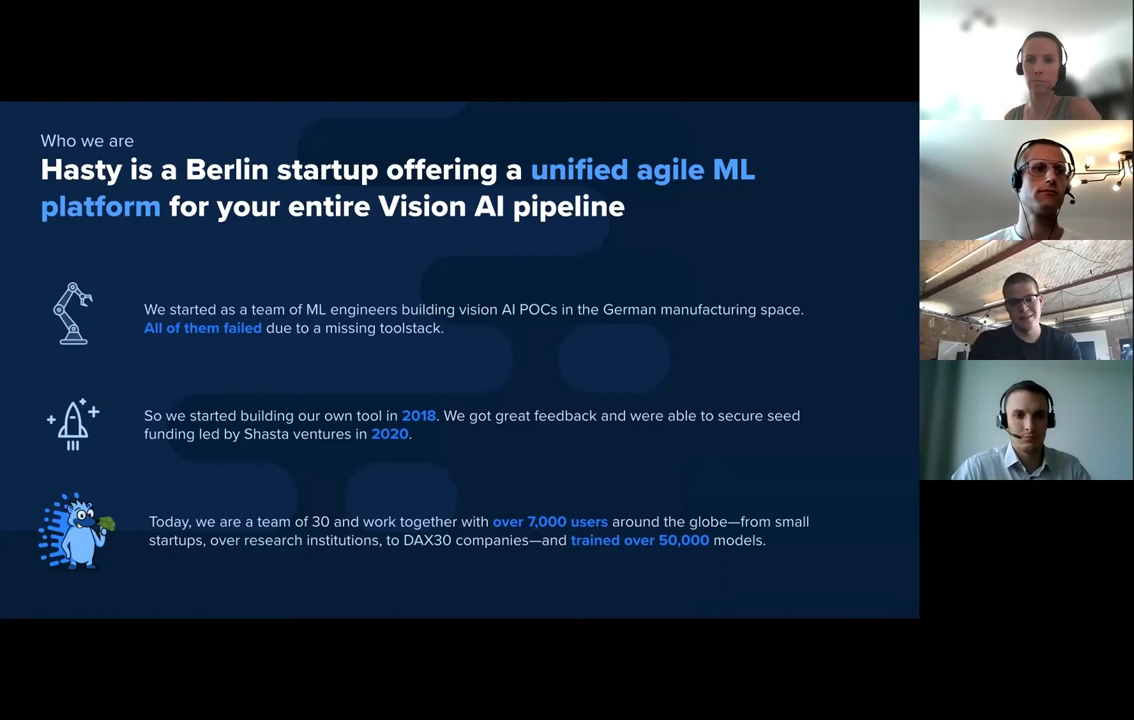 Who we are
Hasty is a Berlin startup offering a unified agile ML
platform for your entire Vision AI pipeline
We started as a team of ML engineers building vision AI POCs in the German manufacturing space.
All of them failed due to a missing toolstack.
So we started building our own tool in 2018. We got great feedback and were able to secure seed
funding led by Shasta ventures in 2020.
Today, we are a team of 30 and work together with over 7,000 users around the globe—from small
startups, over research institutions, to DAX30 companies—and trained over 50,000 models.